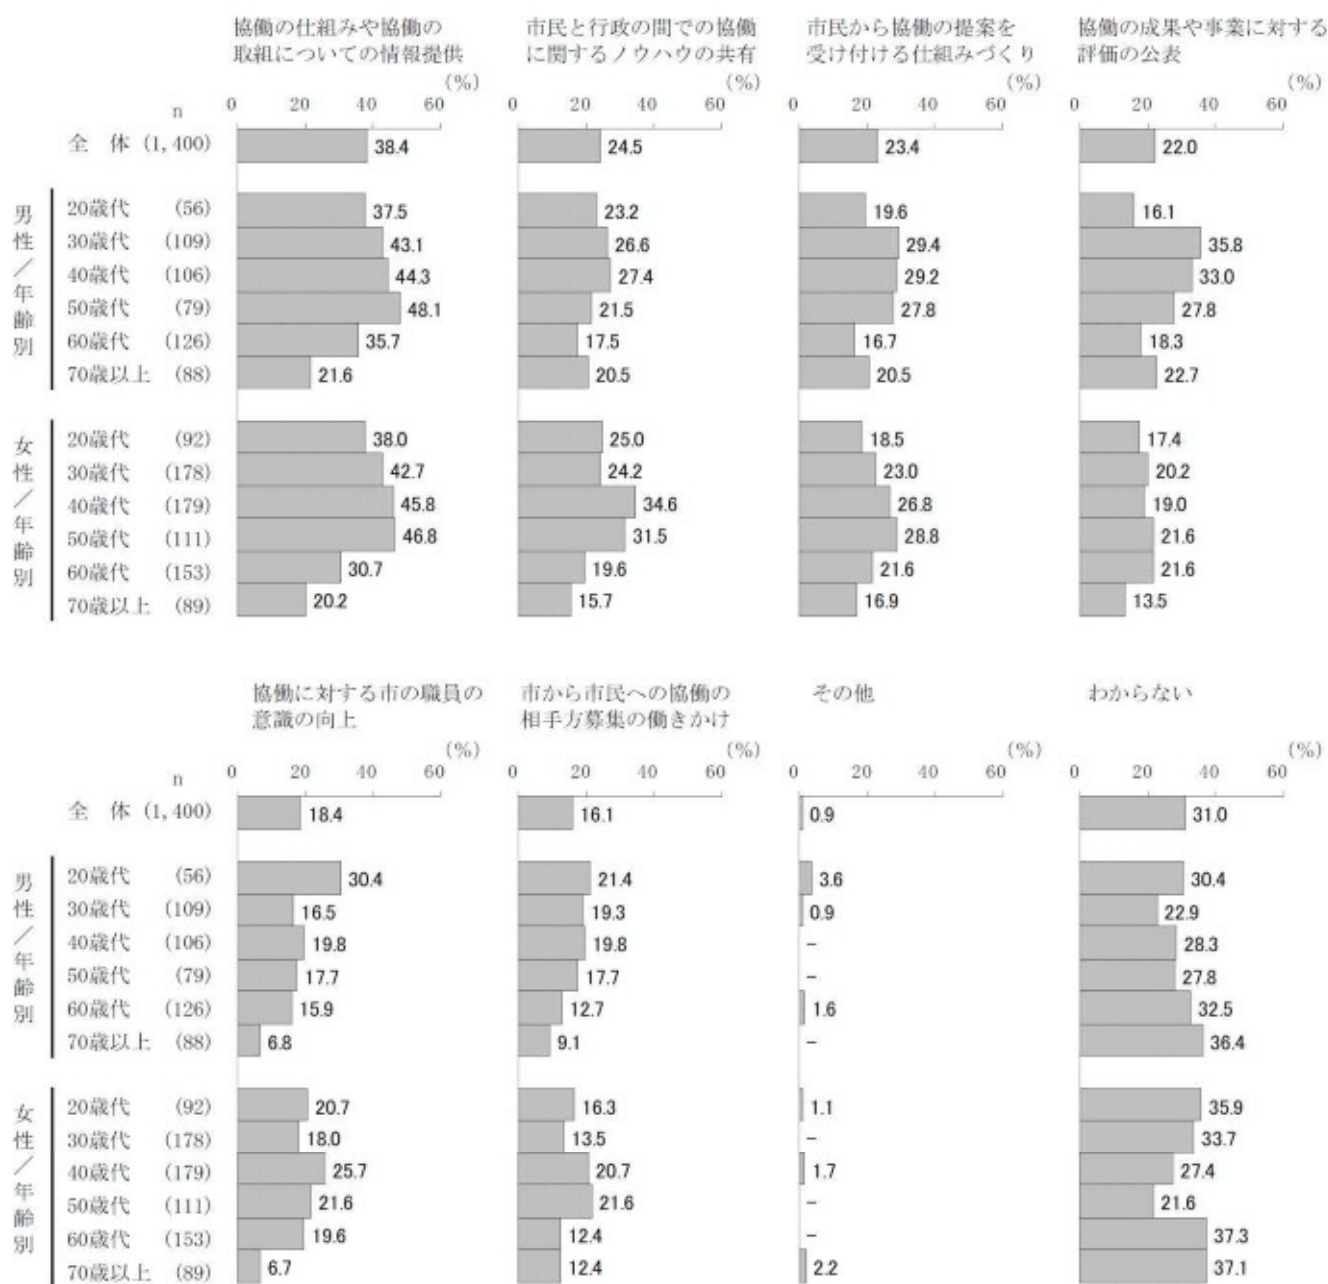 協働の仕組みや協働の
取組についての情報提供
市民と行政の間での協働
に関するノウハウの共有
市民から協働の提案を
受け付ける仕組みづくり
協働の成果や事業に対する
評価の公表
(%) (%) (%) (%)
n 0 20 40 60 0 20 40 60 0 20 40 60 0 20 40 60
全 体 (1,400) 38.4 24.5 23.4 22.0
男性/年齢別
20歳代 (56) 37.5 23.2 19.6 16.1
30歳代 (109) 43.1 26.6 29.4 35.8
40歳代 (106) 44.3 27.4 29.2 33.0
50歳代 (79) 48.1 21.5 27.8 27.8
60歳代 (126) 35.7 17.5 16.7 18.3
70歳以上 (88) 21.6 20.5 20.5 22.7
女性/年齢別
20歳代 (92) 38.0 25.0 18.5 17.4
30歳代 (178) 42.7 24.2 23.0 20.2
40歳代 (179) 45.8 34.6 26.8 19.0
50歳代 (111) 46.8 31.5 28.8 21.6
60歳代 (153) 30.7 19.6 21.6 21.6
70歳以上 (89) 20.2 15.7 16.9 13.5
協働に対する市の職員の
意識の向上
市から市民への協働の
相手方募集の働きかけ
その他
わからない
(%) (%) (%) (%)
n 0 20 40 60 0 20 40 60 0 20 40 60 0 20 40 60
全 体 (1,400) 18.4 16.1 0.9 31.0
男性/年齢別
20歳代 (56) 30.4 21.4 3.6 30.4
30歳代 (109) 16.5 19.3 0.9 22.9
40歳代 (106) 19.8 19.8 - 28.3
50歳代 (79) 17.7 17.7 - 27.8
60歳代 (126) 15.9 12.7 1.6 32.5
70歳以上 (88) 6.8 9.1 - 36.4
女性/年齢別
20歳代 (92) 20.7 16.3 1.1 35.9
30歳代 (178) 18.0 13.5 - 33.7
40歳代 (179) 25.7 20.7 1.7 27.4
50歳代 (111) 21.6 21.6 - 21.6
60歳代 (153) 19.6 12.4 - 37.3
70歳以上 (89) 6.7 12.4 2.2 37.1